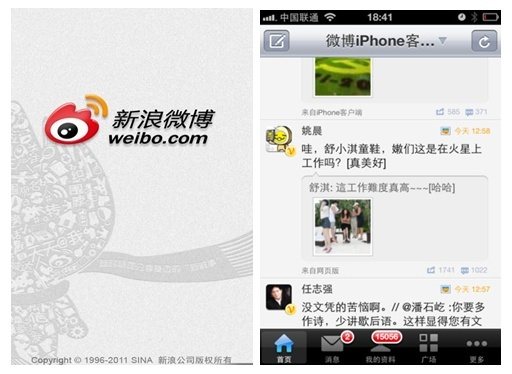 新浪微博
weibo.com
Copyright © 1996-2011 SINA 新浪公司版权所有
中国联通
18:41
微博iPhone客...
来自iPhone客户端
585
371
姚晨
今天 12:58
哇，舒小淇童鞋，嫩们这是在火星上
工作吗？[真美好]
舒淇: 這工作難度真高~~~[哈哈]
来自网页版
1741
1022
任志强
今天 12:57
没文凭的苦恼啊。// @潘石屹 :你要多
作诗，少讲歇后语。这样显得您有文
2
15056
首页
消息
我的资料
广场
更多